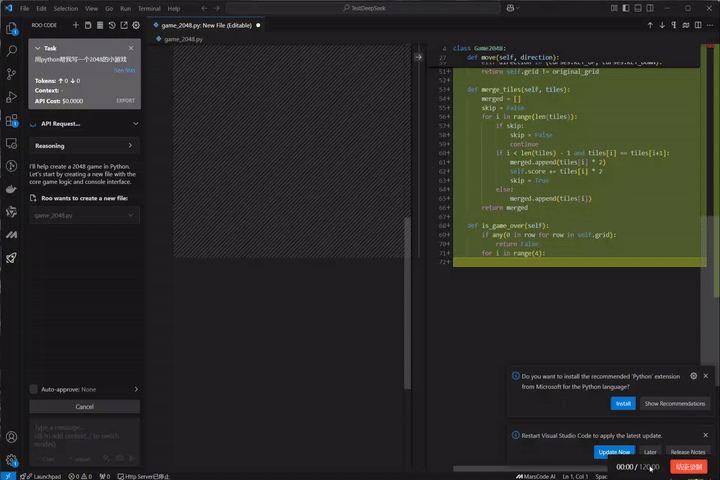 File Edit Selection View Go Run Terminal Help
TestDeepSeek
ROO CODE
Task
用python帮我写一个2048的小游戏
See more
Tokens: ↑ 0 ↓ 0
Context: -
API Cost: $0.0000
EXPORT
API Request...
Reasoning
I'll help create a 2048 game in Python.
Let's start by creating a new file with the
core game logic and console interface.
Roo wants to create a new file:
game_2048.py
Auto-approve: None
Cancel
Type a message...
game_2048.py: New File (Editable)
game_2048.py
4 class Game2048:
27 def move(self, direction):
51+ return self.grid != original_grid
52+
53+ def merge_tiles(self, tiles):
54+ merged = []
55+ skip = False
56+ for i in range(len(tiles)):
57+ if skip:
58+ skip = False
59+ continue
60+ if i < len(tiles) - 1 and tiles[i] == tiles[i+1]:
61+ merged.append(tiles[i] * 2)
62+ self.score += tiles[i] * 2
63+ skip = True
64+ else:
65+ merged.append(tiles[i])
66+ return merged
67+
68+ def is_game_over(self):
69+ if any(0 in row for row in self.grid):
70+ return False
71+ for i in range(4):
72+
Do you want to install the recommended 'Python' extension
from Microsoft for the Python language?
Install
Show Recommendations
Restart Visual Studio Code to apply the latest update.
Update Now
Later
Release Notes
00:00 / 120:00
结束录制
Launchpad
0 0
0
Http Server已停止
MarsCode AI
Ln 1, Col 1
Spac